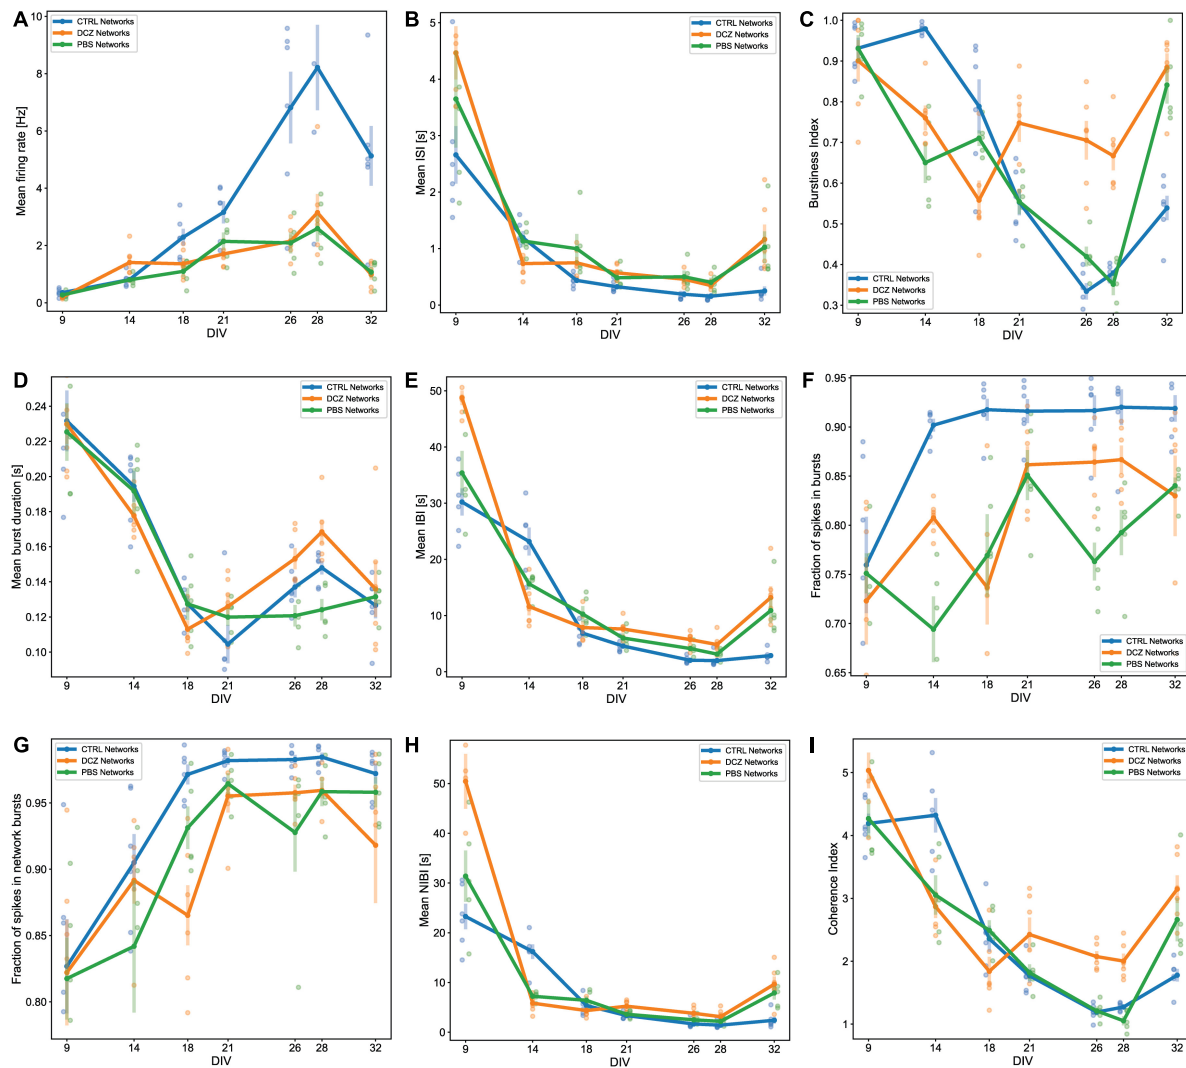 A
CTRL Networks
DCZ Networks
PBS Networks
Mean firing rate [Hz]
10
8
6
4
2
0
9 14 18 21 26 28 32
DIV
B
CTRL Networks
DCZ Networks
PBS Networks
Mean ISI [s]
5
4
3
2
1
0
9 14 18 21 26 28 32
DIV
C
Burstiness Index
1.0
0.9
0.8
0.7
0.6
0.5
0.4
0.3
CTRL Networks
DCZ Networks
PBS Networks
9 14 18 21 26 28 32
DIV
D
CTRL Networks
DCZ Networks
PBS Networks
Mean burst duration [s]
0.24
0.22
0.20
0.18
0.16
0.14
0.12
0.10
9 14 18 21 26 28 32
DIV
E
CTRL Networks
DCZ Networks
PBS Networks
Mean IBI [s]
50
40
30
20
10
0
9 14 18 21 26 28 32
DIV
F
Fraction of spikes in bursts
0.95
0.90
0.85
0.80
0.75
0.70
0.65
CTRL Networks
DCZ Networks
PBS Networks
9 14 18 21 26 28 32
DIV
G
CTRL Networks
DCZ Networks
PBS Networks
Fraction of spikes in network bursts
0.95
0.90
0.85
0.80
9 14 18 21 26 28 32
DIV
H
CTRL Networks
DCZ Networks
PBS Networks
Mean NIBI [s]
50
40
30
20
10
0
9 14 18 21 26 28 32
DIV
I
CTRL Networks
DCZ Networks
PBS Networks
Coherence Index
5
4
3
2
1
9 14 18 21 26 28 32
DIV